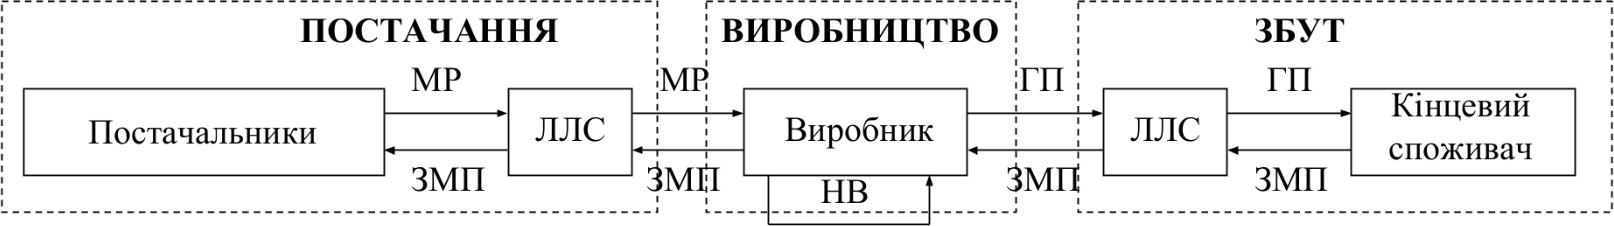 ПОСТАЧАННЯ
ВИРОБНИЦТВО
ЗБУТ
МР
МР
ГП
ГП
Постачальники
ЛЛС
Виробник
ЛЛС
Кінцевий
споживач
ЗМП
ЗМП
НВ
ЗМП
ЗМП